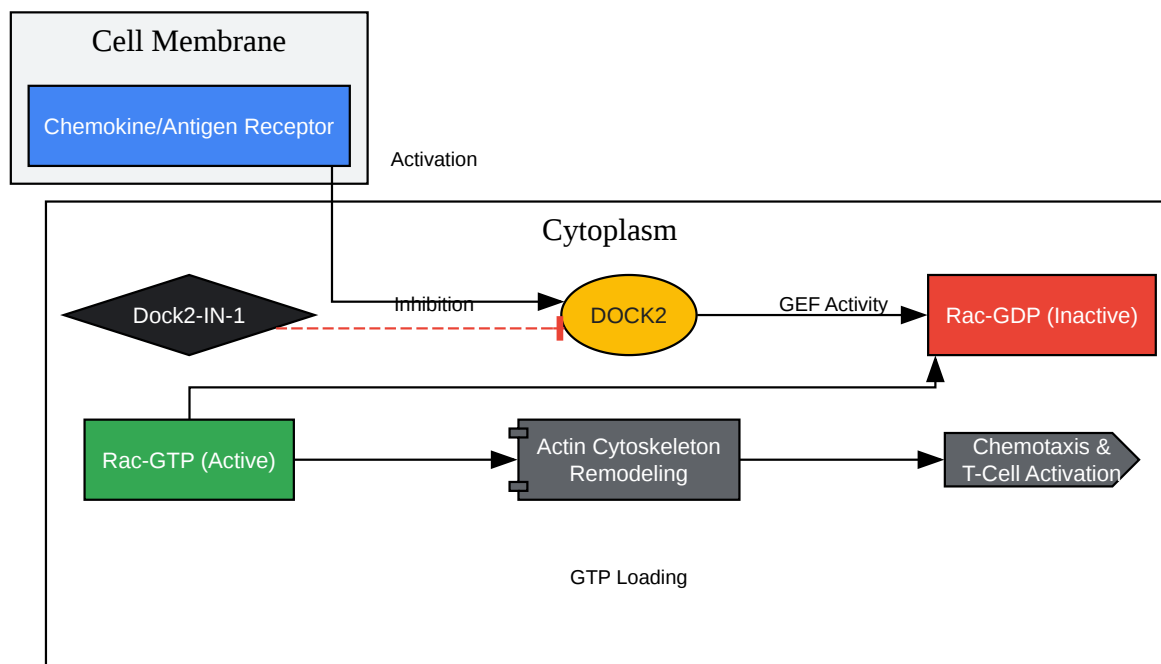 Cell Membrane
Chemokine/Antigen Receptor
Activation
Cytoplasm
Dock2-IN-1
Inhibition
DOCK2
GEF Activity
Rac-GDP (Inactive)
Rac-GTP (Active)
Actin Cytoskeleton
Remodeling
Chemotaxis &
T-Cell Activation
GTP Loading